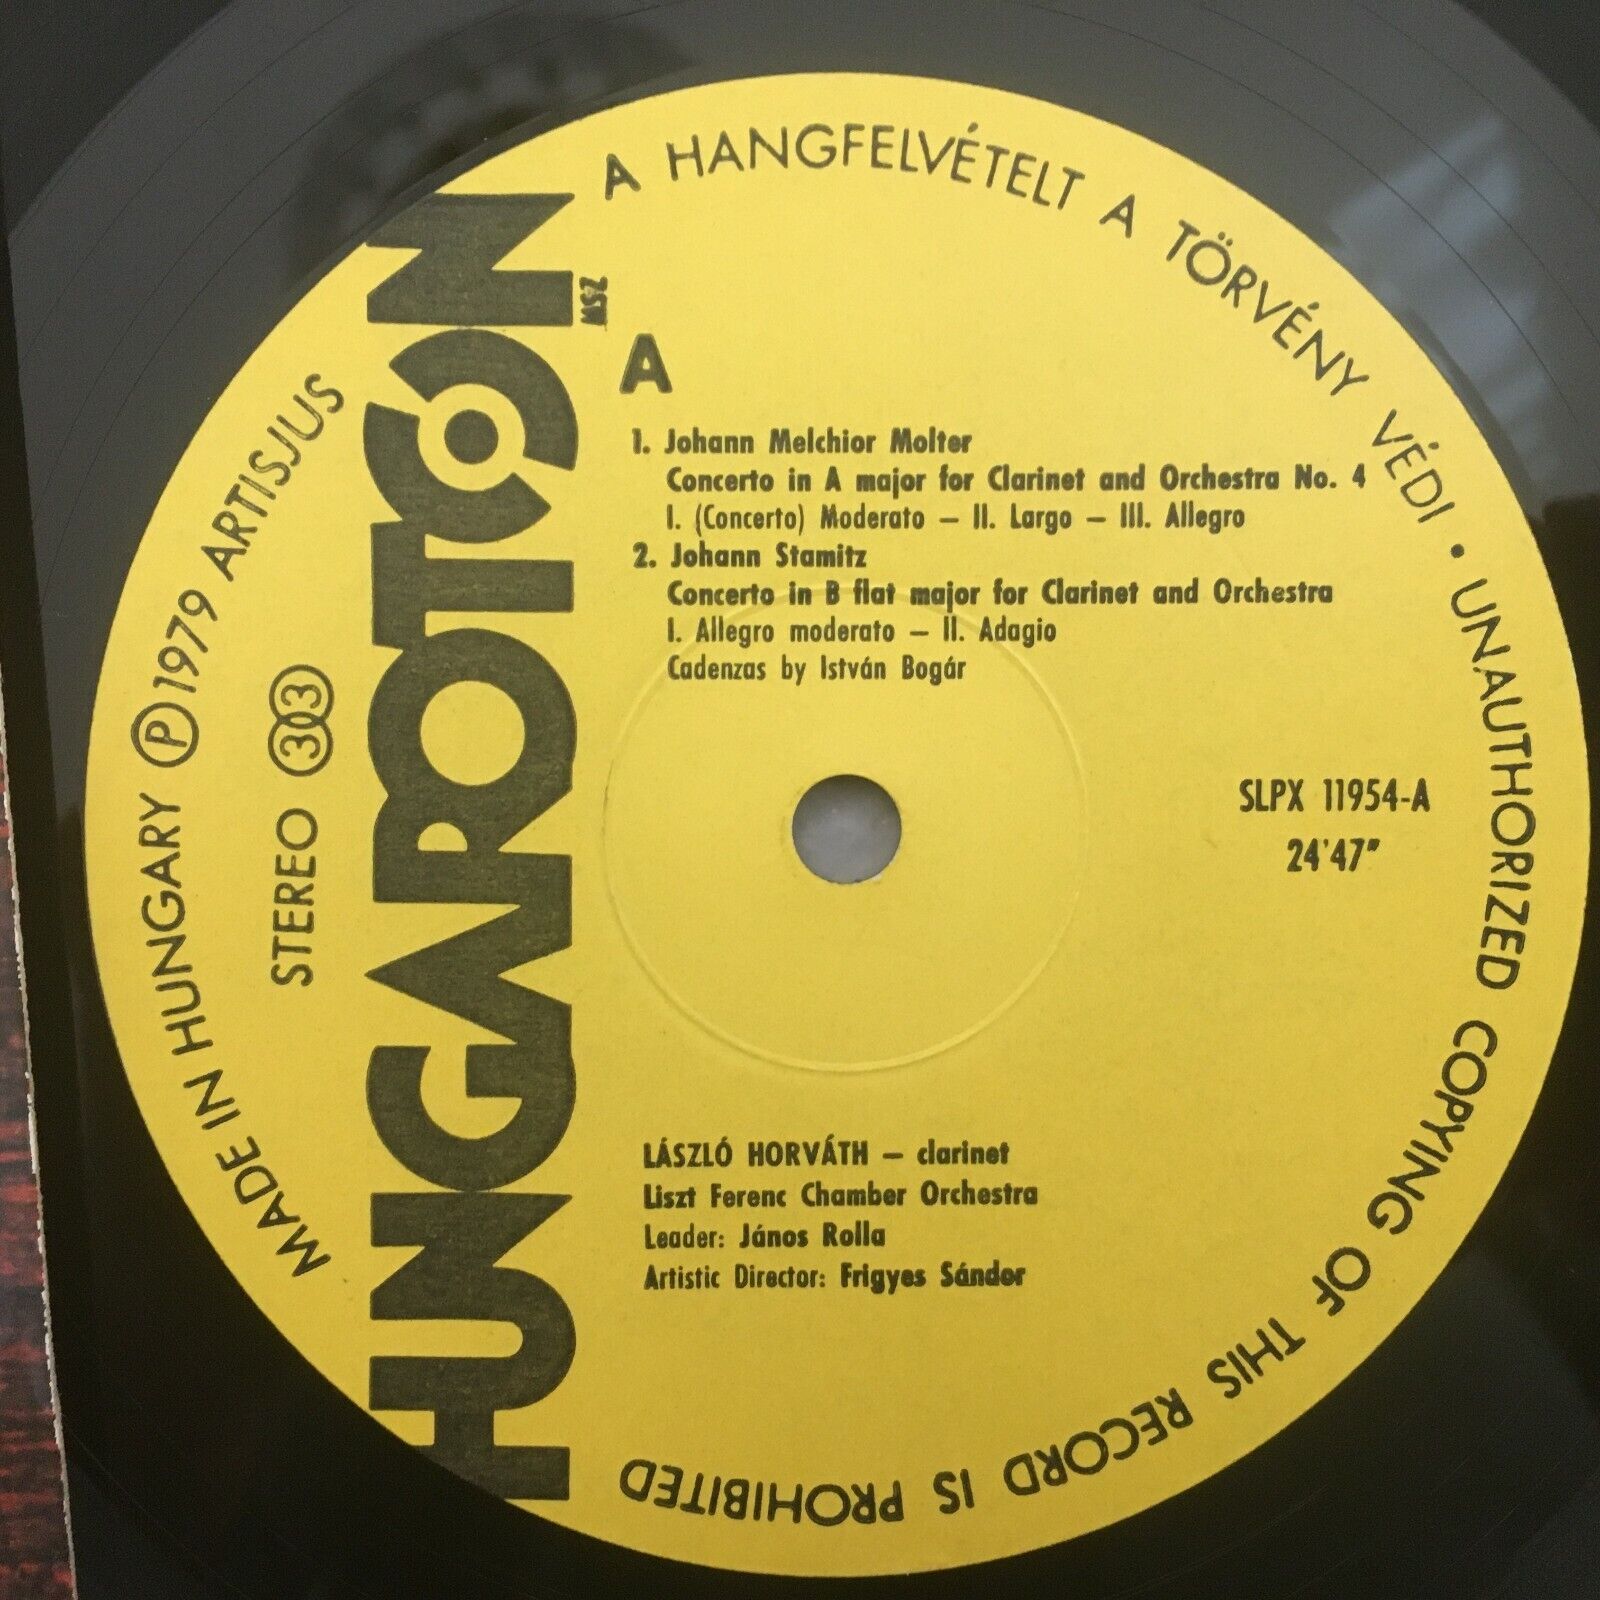 A HANGFELVÉTELT A TÖRVÉNY VÉDI • UNAUTHORIZED COPYING OF THIS RECORD IS PROHIBITED
MADE IN HUNGARY Ⓟ 1979 ARTISJUS
STEREO 33
HUNGAROTON
MSZ
A
1. Johann Melchior Molter
Concerto in A major for Clarinet and Orchestra No. 4
I. (Concerto) Moderato – II. Largo – III. Allegro
2. Johann Stamitz
Concerto in B flat major for Clarinet and Orchestra
I. Allegro moderato – II. Adagio
Cadenzas by István Bogár
SLPX 11954-A
24'47"
LÁSZLÓ HORVÁTH – clarinet
Liszt Ferenc Chamber Orchestra
Leader: János Rolla
Artistic Director: Frigyes Sándor